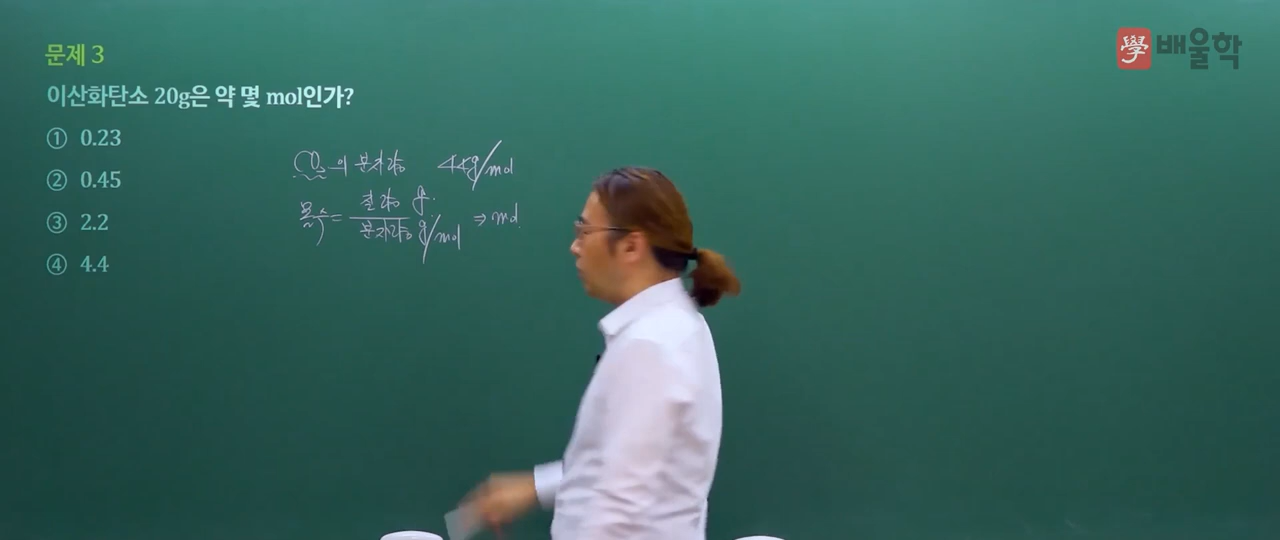 문제 3
이산화탄소 20g은 약 몇 mol인가?
① 0.23
② 0.45
③ 2.2
④ 4.4
CO₂의 분자량 44g/mol
몰수 = 질량 g / 분자량 g/mol ⇒ mol
學 배울학